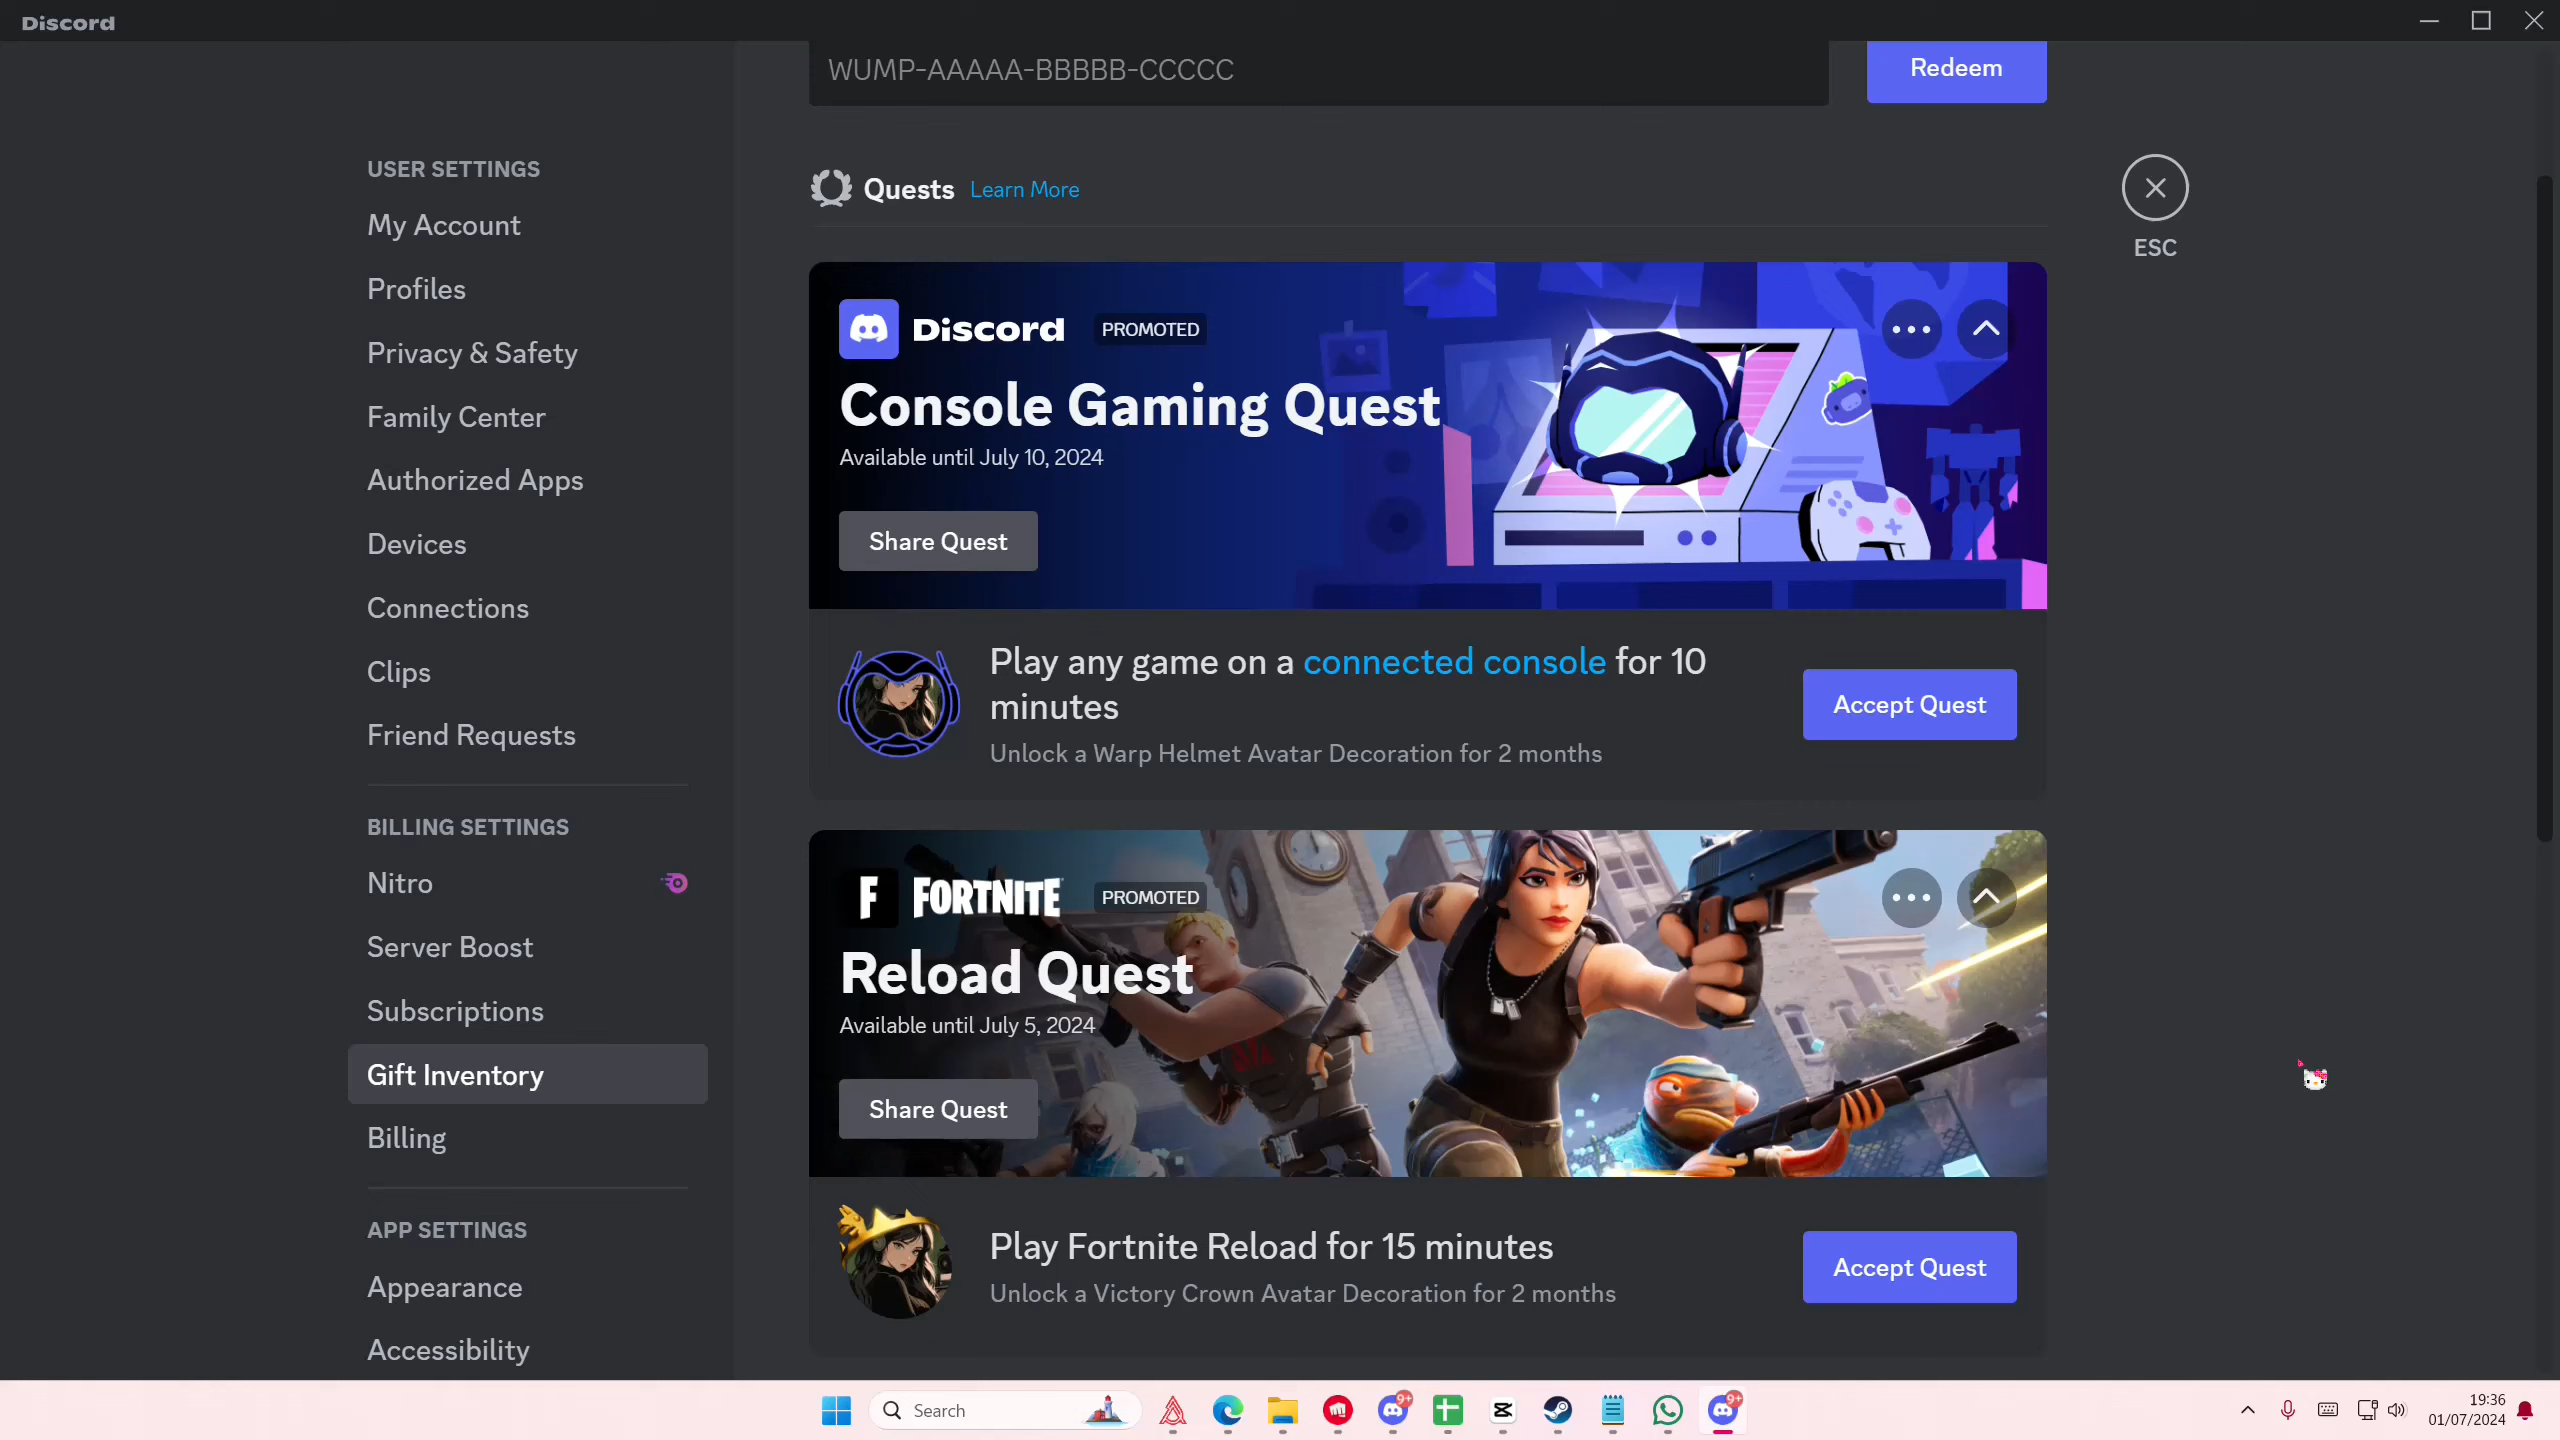 Discord
WUMP-AAAAA-BBBBB-CCCCC
Redeem
USER SETTINGS
My Account
Profiles
Privacy & Safety
Family Center
Authorized Apps
Devices
Connections
Clips
Friend Requests
BILLING SETTINGS
Nitro
Server Boost
Subscriptions
Gift Inventory
Billing
APP SETTINGS
Appearance
Accessibility
Quests Learn More
ESC
Discord PROMOTED
Console Gaming Quest
Available until July 10, 2024
Share Quest
Play any game on a connected console for 10
minutes
Unlock a Warp Helmet Avatar Decoration for 2 months
Accept Quest
F FORTNITE PROMOTED
Reload Quest
Available until July 5, 2024
Share Quest
Play Fortnite Reload for 15 minutes
Unlock a Victory Crown Avatar Decoration for 2 months
Accept Quest
Search
9+
9+
19:36
01/07/2024